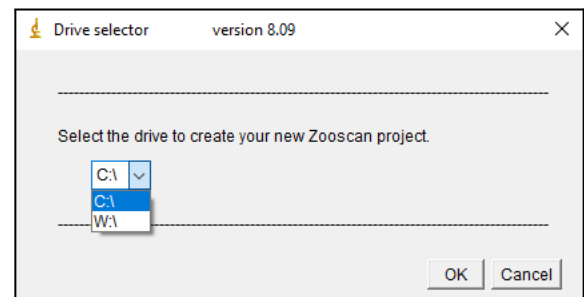 Drive selector version 8.09
Select the drive to create your new Zooscan project.
C:\
C:\
W:\
OK Cancel